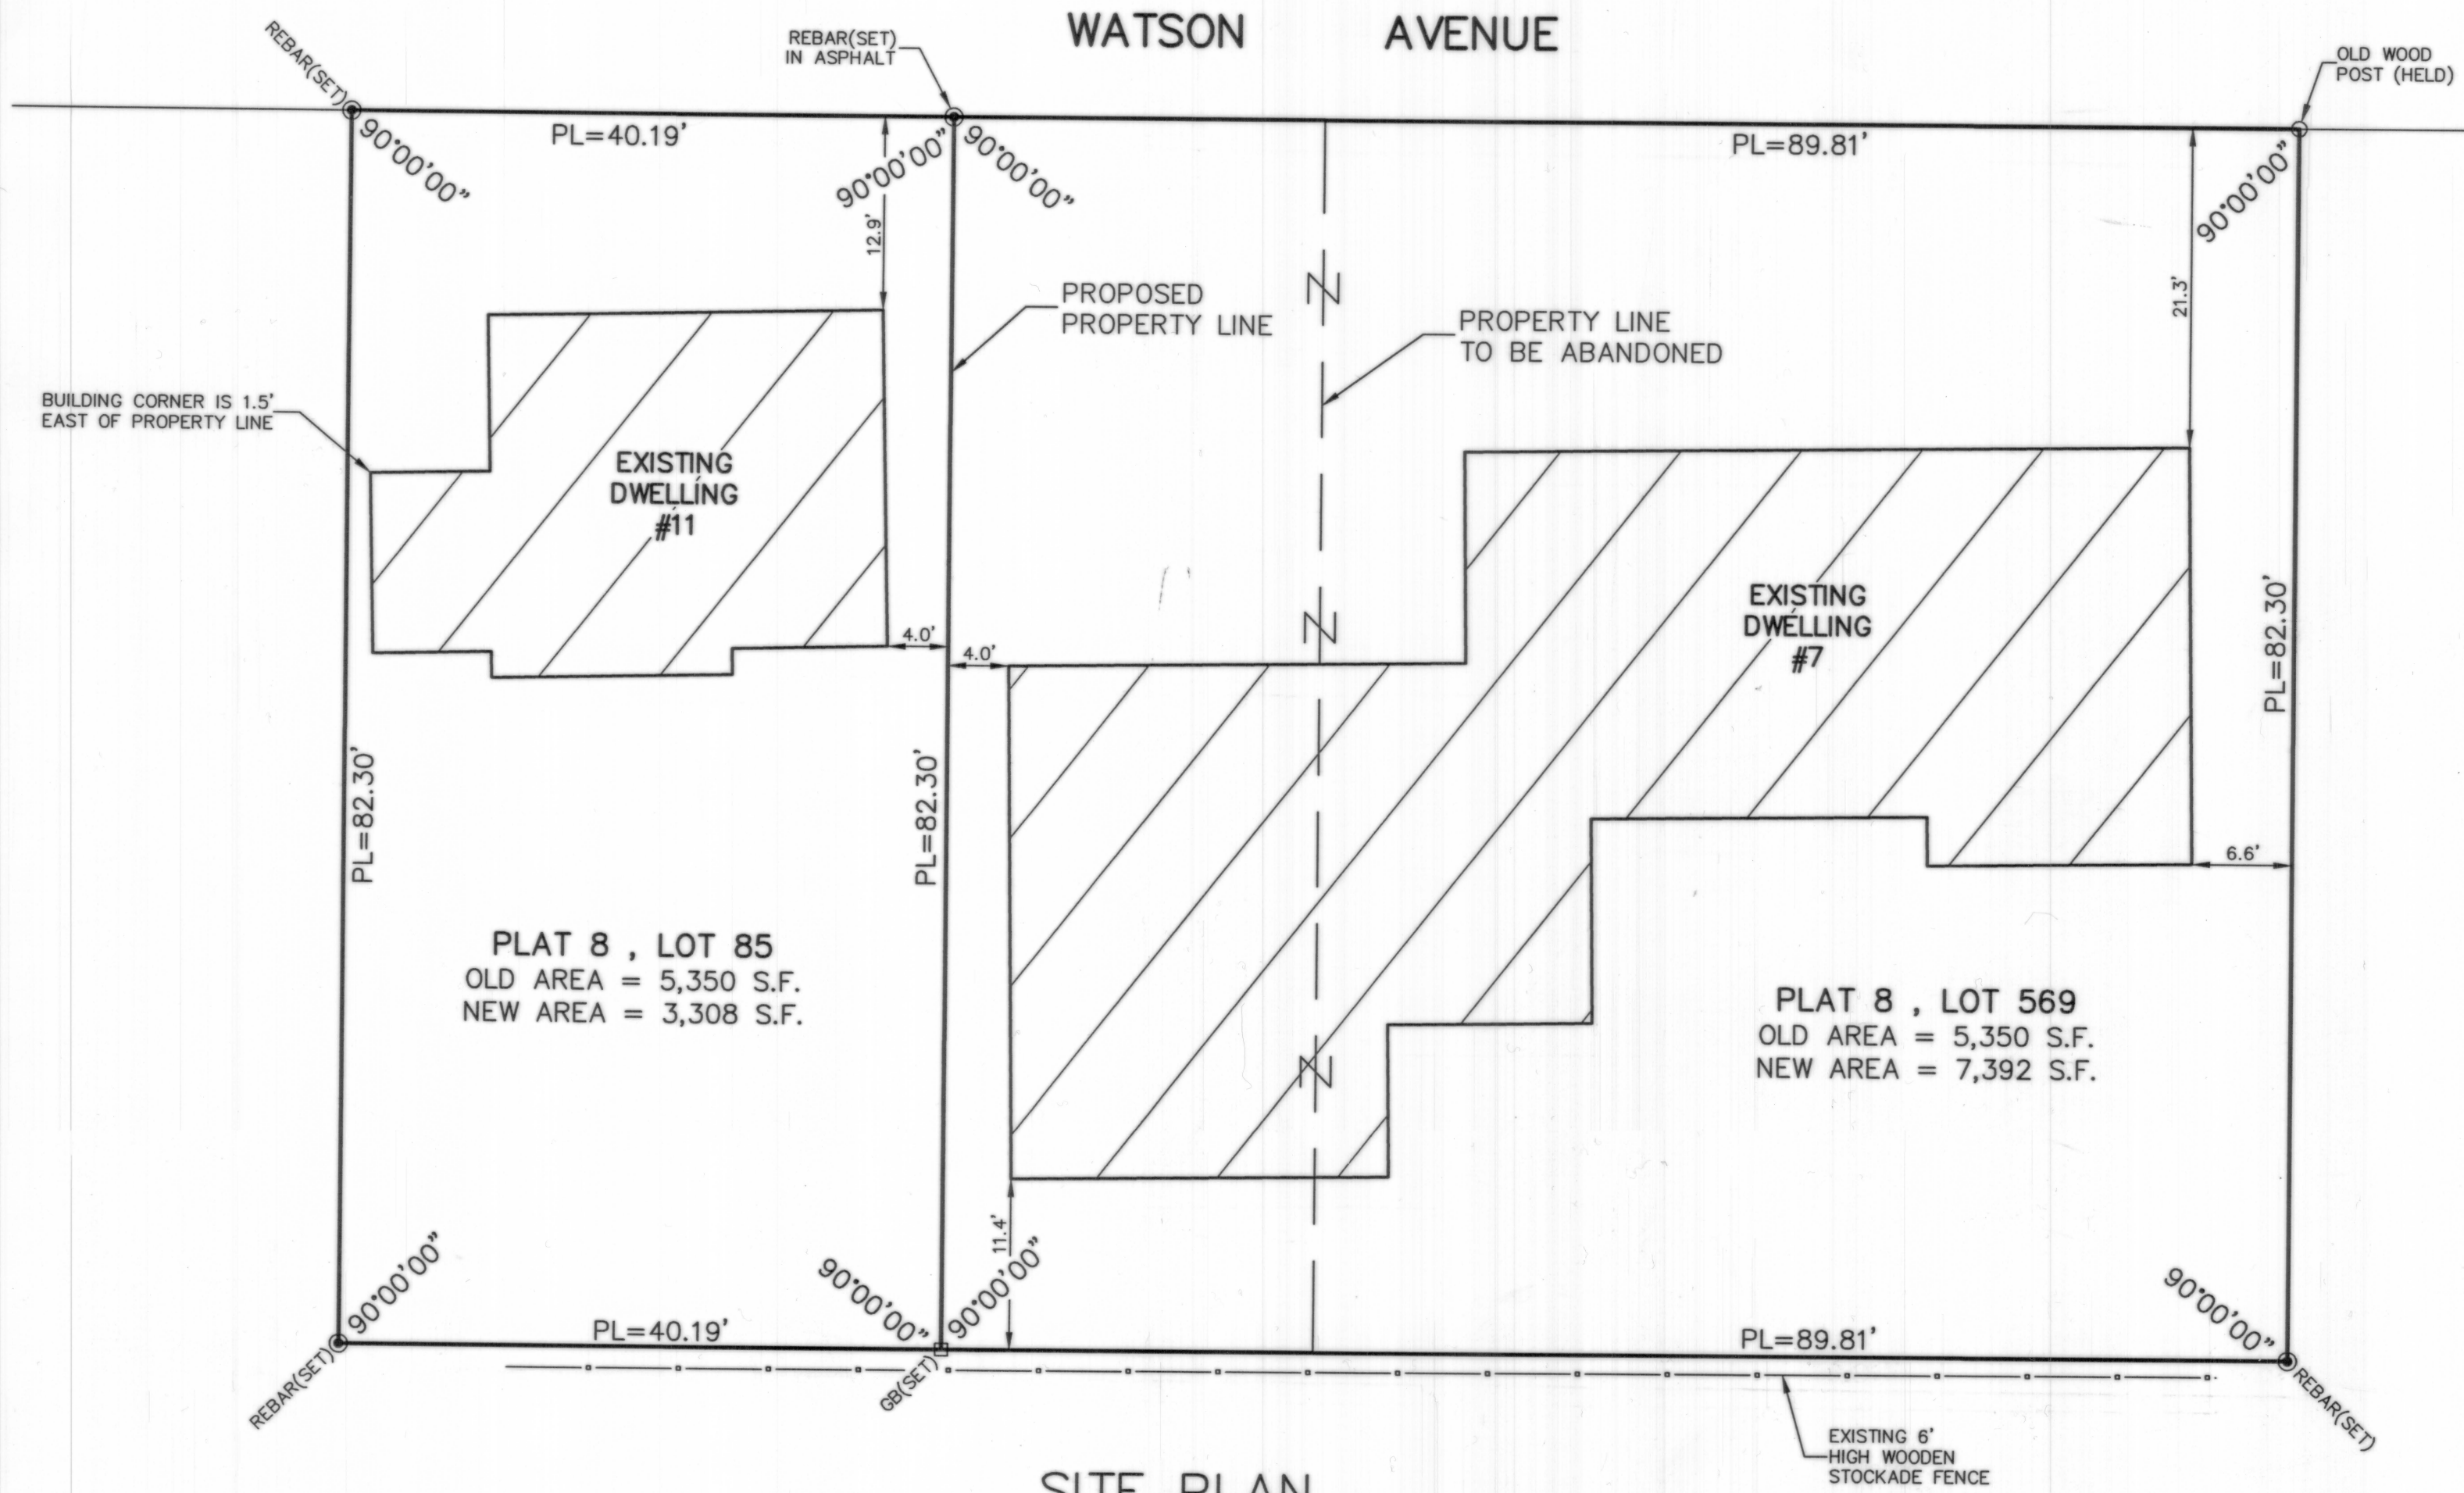 WATSON AVENUE
REBAR(SET)
REBAR(SET)
IN ASPHALT
OLD WOOD
POST (HELD)
PL=40.19'
PL=89.81'
90°00'00"
90°00'00"
90°00'00"
90°00'00"
12.9'
21.3'
PROPOSED
PROPERTY LINE
PROPERTY LINE
TO BE ABANDONED
N
BUILDING CORNER IS 1.5'
EAST OF PROPERTY LINE
EXISTING
DWELLING
#11
EXISTING
DWELLING
#7
N
4.0'
4.0'
PL=82.30'
PL=82.30'
PL=82.30'
6.6'
PLAT 8 , LOT 85
OLD AREA = 5,350 S.F.
NEW AREA = 3,308 S.F.
PLAT 8 , LOT 569
OLD AREA = 5,350 S.F.
NEW AREA = 7,392 S.F.
N
11.4'
90°00'00"
90°00'00"
90°00'00"
90°00'00"
PL=40.19'
PL=89.81'
REBAR(SET)
GB(SET)
REBAR(SET)
EXISTING 6'
HIGH WOODEN
STOCKADE FENCE
SITE PLAN